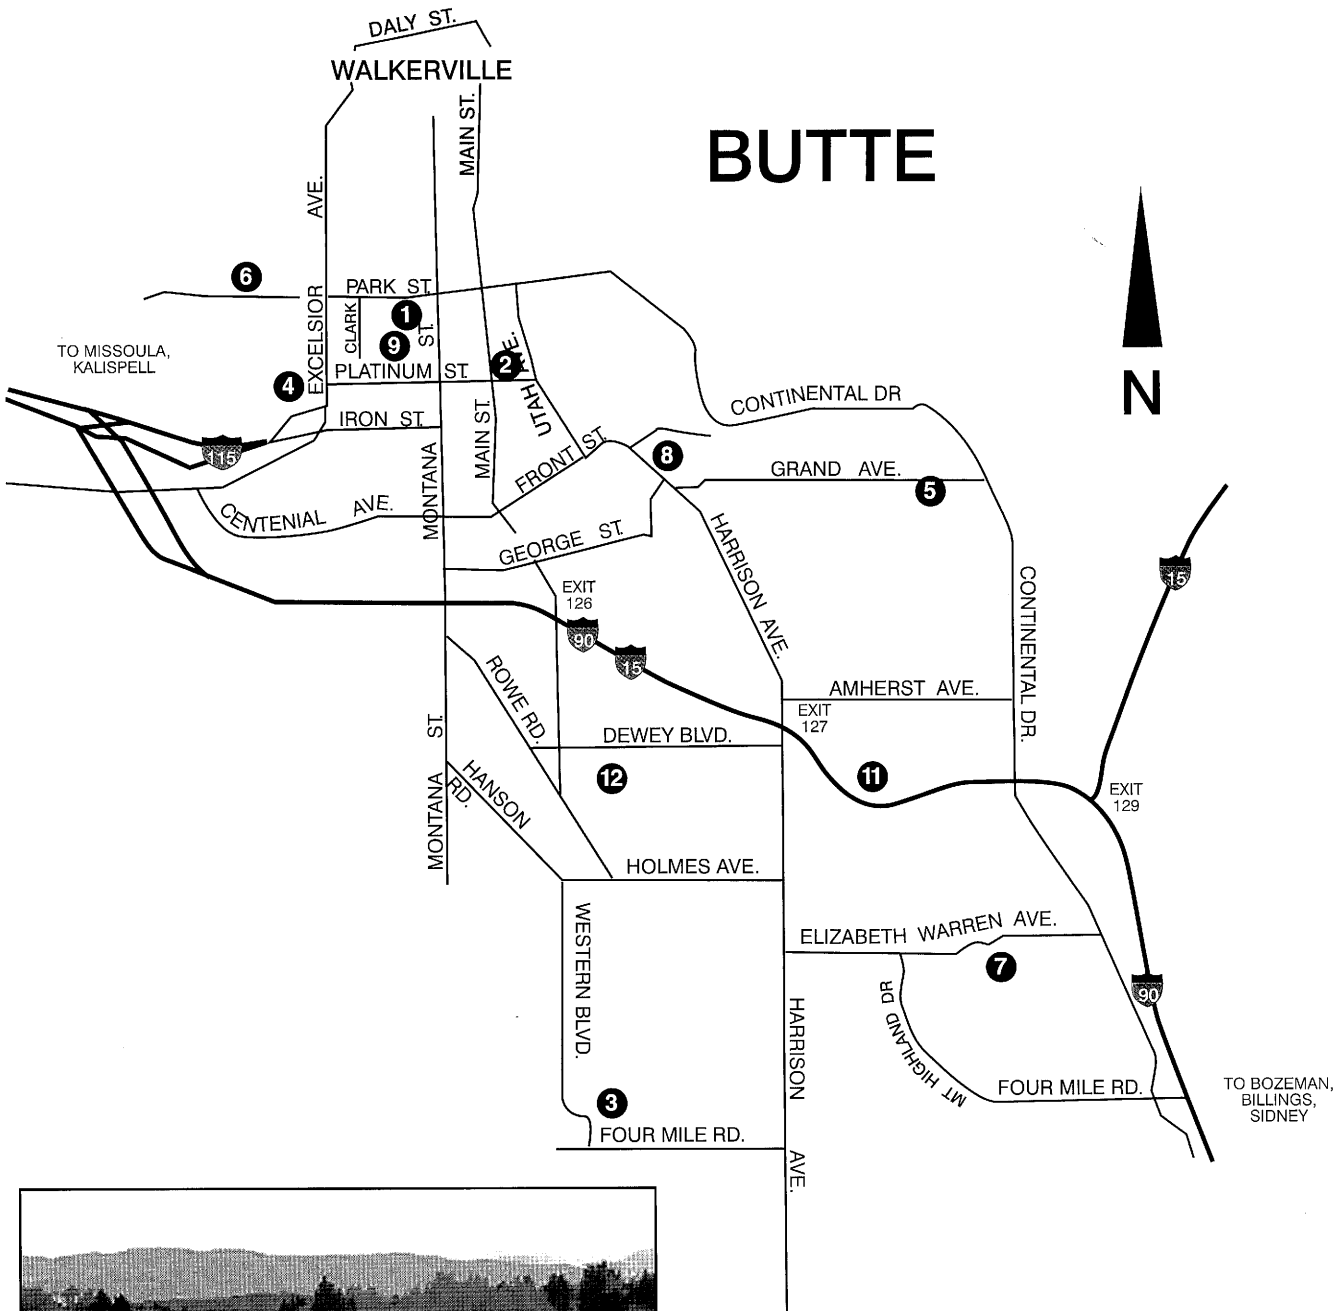 DALY ST.
WALKERVILLE
MAIN ST.
BUTTE
EXCELSIOR AVE.
6
PARK ST.
CLARK
1
ST.
9
TO MISSOULA,
KALISPELL
2
UTAH AVE.
PLATINUM ST.
4
N
CONTINENTAL DR
IRON ST.
MAIN ST.
115
FRONT ST.
8
GRAND AVE.
5
CENTENIAL AVE.
MONTANA
GEORGE ST.
HARRISON AVE.
15
EXIT
126
90
15
CONTINENTAL DR.
ROWE RD.
AMHERST AVE.
EXIT
127
MONTANA ST.
DEWEY BLVD.
12
11
HANSON
RD.
EXIT
129
HOLMES AVE.
WESTERN BLVD.
ELIZABETH WARREN AVE.
7
90
MT HIGHLAND DR
HARRISON AVE.
3
FOUR MILE RD.
FOUR MILE RD.
TO BOZEMAN,
BILLINGS,
SIDNEY